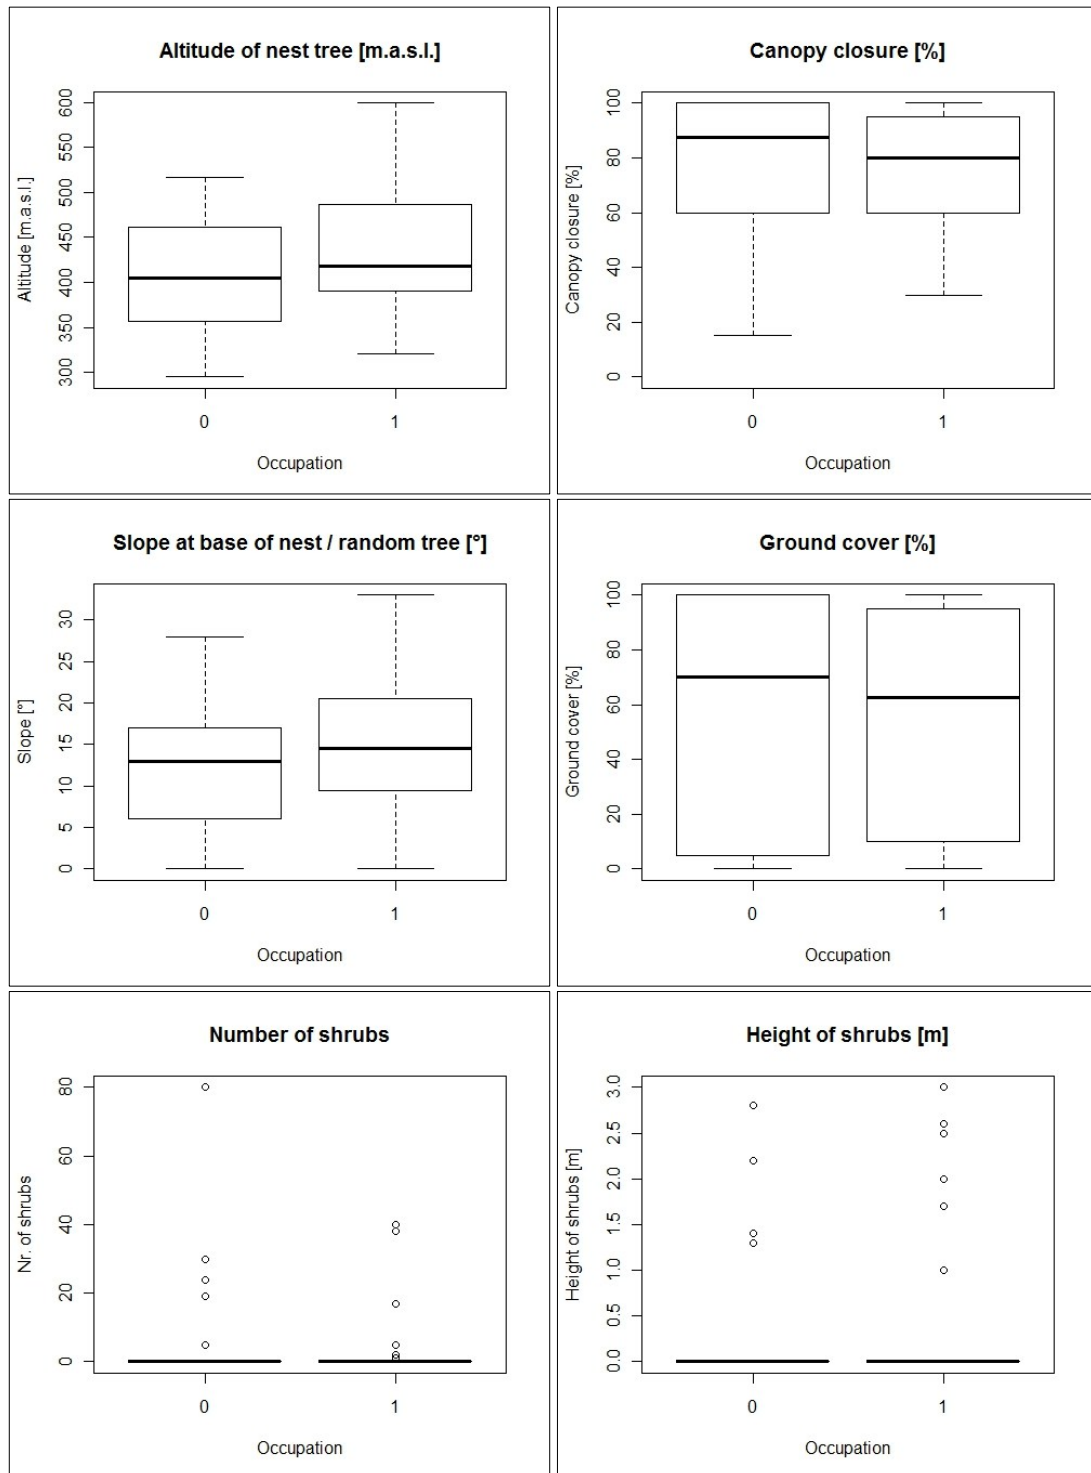 Altitude of nest tree [m.a.s.l.]
Altitude [m.a.s.l.]
600
550
500
450
400
350
300
0 1
Occupation
Canopy closure [%]
Canopy closure [%]
100
80
60
40
20
0
0 1
Occupation
Slope at base of nest / random tree [°]
Slope [°]
30
25
20
15
10
5
0
0 1
Occupation
Ground cover [%]
Ground cover [%]
100
80
60
40
20
0
0 1
Occupation
Number of shrubs
Nr. of shrubs
80
60
40
20
0
0 1
Occupation
Height of shrubs [m]
Height of shrubs [m]
3.0
2.5
2.0
1.5
1.0
0.5
0.0
0 1
Occupation